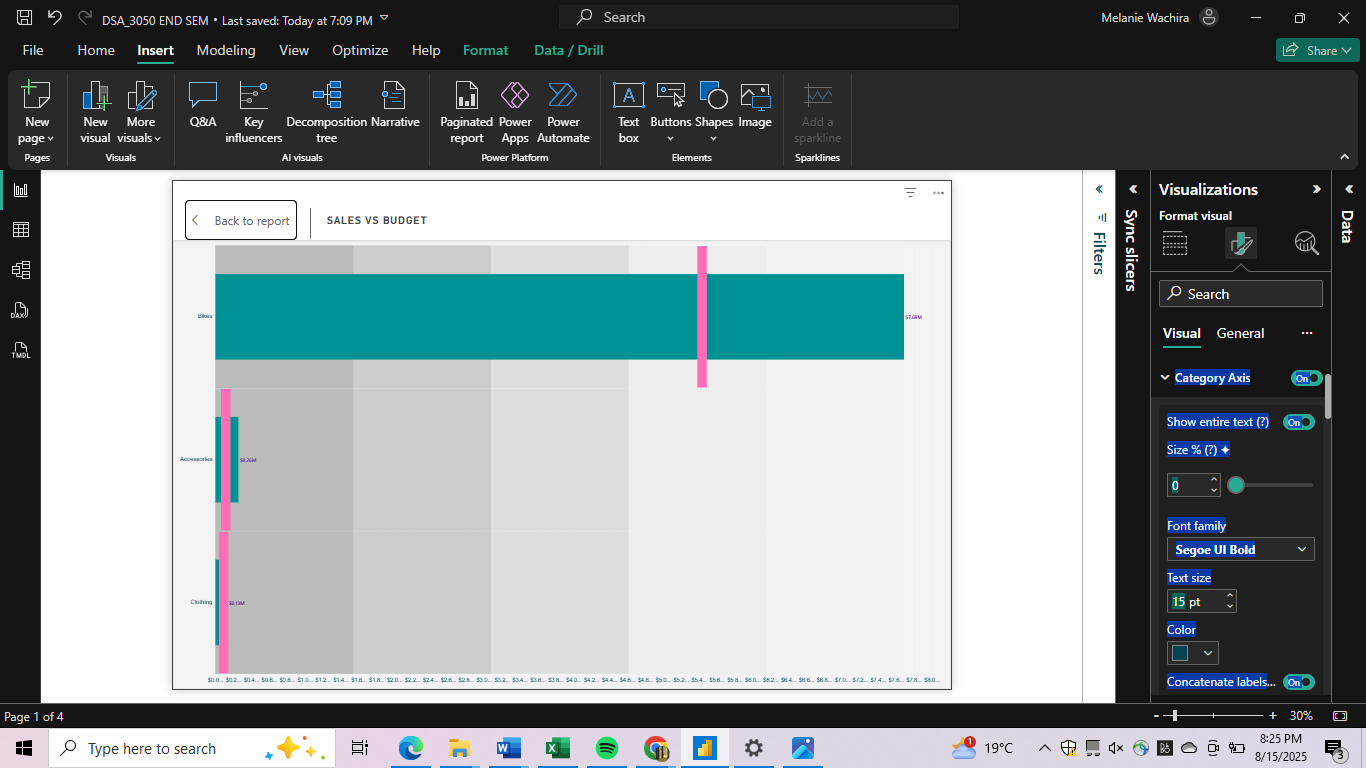 DSA_3050 END SEM • Last saved: Today at 7:09 PM
Search
Melanie Wachira
File Home Insert Modeling View Optimize Help Format Data / Drill
Share
New page
New visual
More visuals
Q&A
Key influencers
Decomposition tree
Narrative
Paginated report
Power Apps
Power Automate
Text box
Buttons
Shapes
Image
Add a sparkline
Pages
Visuals
AI visuals
Power Platform
Elements
Sparklines
Back to report
SALES VS BUDGET
Bikes
$7.69M
Accessories
$0.26M
Clothing
$0.13M
$0.0... $0.2... $0.4... $0.6... $0.8... $1.0... $1.2... $1.4... $1.6... $1.8... $2.0... $2.2... $2.4... $2.6... $2.8... $3.0... $3.2... $3.4... $3.6... $3.8... $4.0... $4.2... $4.4... $4.6... $4.8... $5.0... $5.2... $5.4... $5.6... $5.8... $6.0... $6.2... $6.4... $6.6... $6.8... $7.0... $7.2... $7.4... $7.6... $7.8... $8.0...
Filters
Sync slicers
Visualizations
Format visual
Search
Visual General
Category Axis
On
Show entire text (?)
On
Size % (?)
0
Font family
Segoe UI Bold
Text size
15 pt
Color
Concatenate labels...
On
Data
DAX
TMDL
Page 1 of 4
- + 30%
Type here to search
1
19°C
8:25 PM
8/15/2025
3